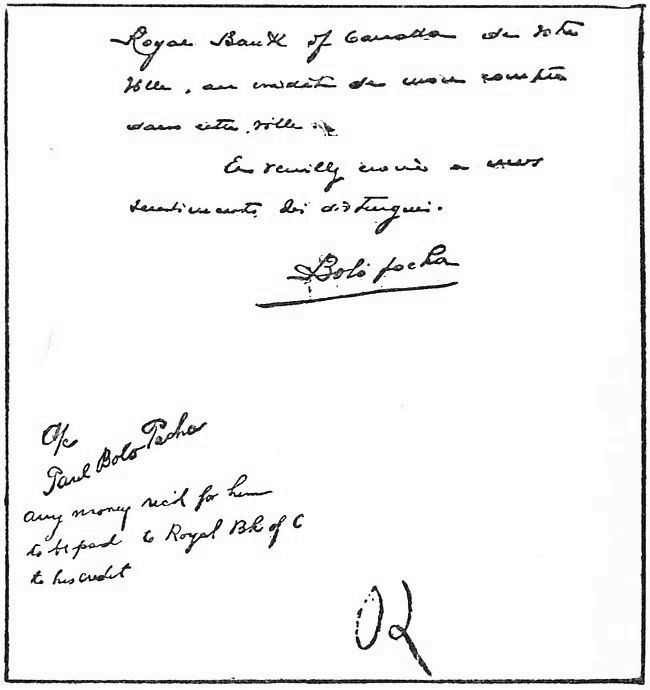 Royal Bank of Canada de votre
ville, au crédit de mon compte
dans cette ville.
En veuillez croire a mes
sentiments les distingués.
Bolo pacha
O/c
Paul Bolo Pacha
any money recd for him
to be paid to Royal Bk of C
to his credit
OK